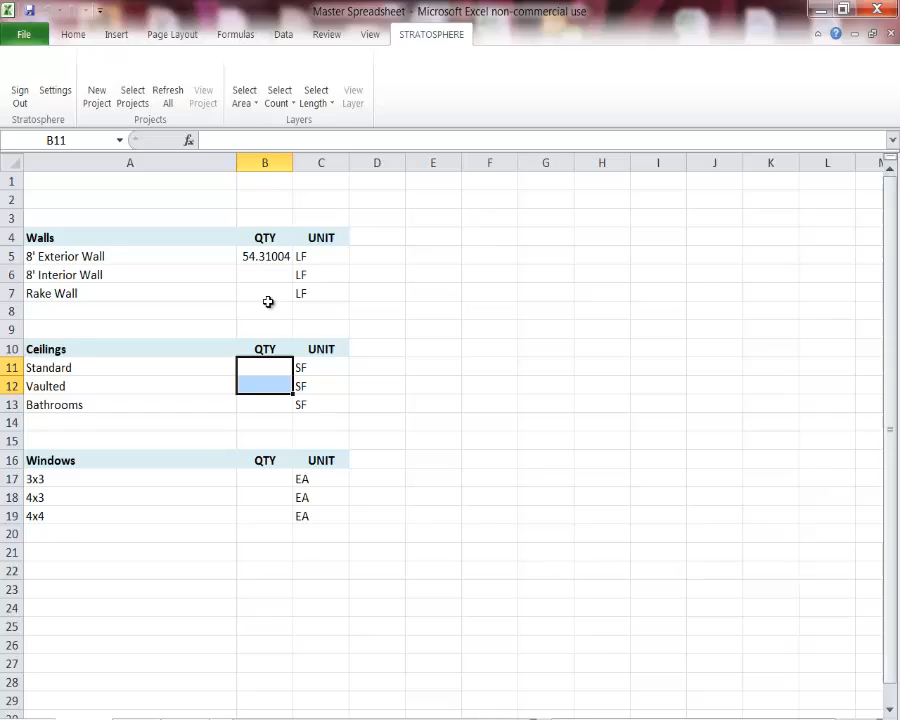 Master Spreadsheet - Microsoft Excel non-commercial use
File Home Insert Page Layout Formulas Data Review View STRATOSPHERE
Sign Out Settings New Project Select Projects Refresh All View Project Select Area Select Count Select Length View Layer
Stratosphere Projects Layers
B11 fx
A B C D E F G H I J K L M
1
2
3
4 Walls QTY UNIT
5 8' Exterior Wall 54.31004 LF
6 8' Interior Wall LF
7 Rake Wall LF
8
9
10 Ceilings QTY UNIT
11 Standard SF
12 Vaulted SF
13 Bathrooms SF
14
15
16 Windows QTY UNIT
17 3x3 EA
18 4x3 EA
19 4x4 EA
20
21
22
23
24
25
26
27
28
29
30